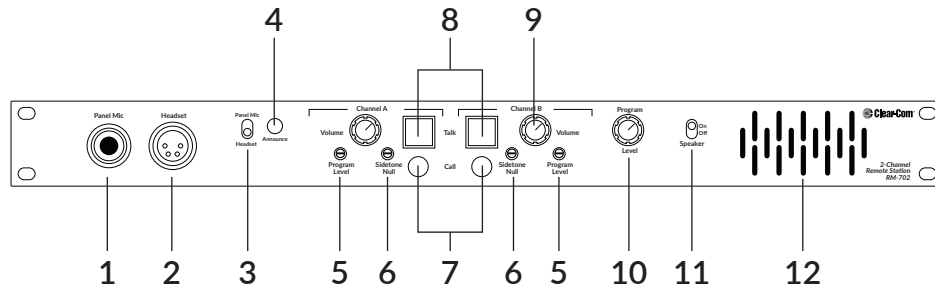 4 8 9
Panel Mic
Headset
Panel Mic
Headset
Announce
Channel A
Volume
Program
Level
Sidetone
Null
Talk
Call
Channel B
Volume
Sidetone
Null
Program
Level
Program
Level
On
Off
Speaker
Clear-Com®
2-Channel
Remote Station
RM-702
1 2 3 5 6 7 6 5 10 11 12